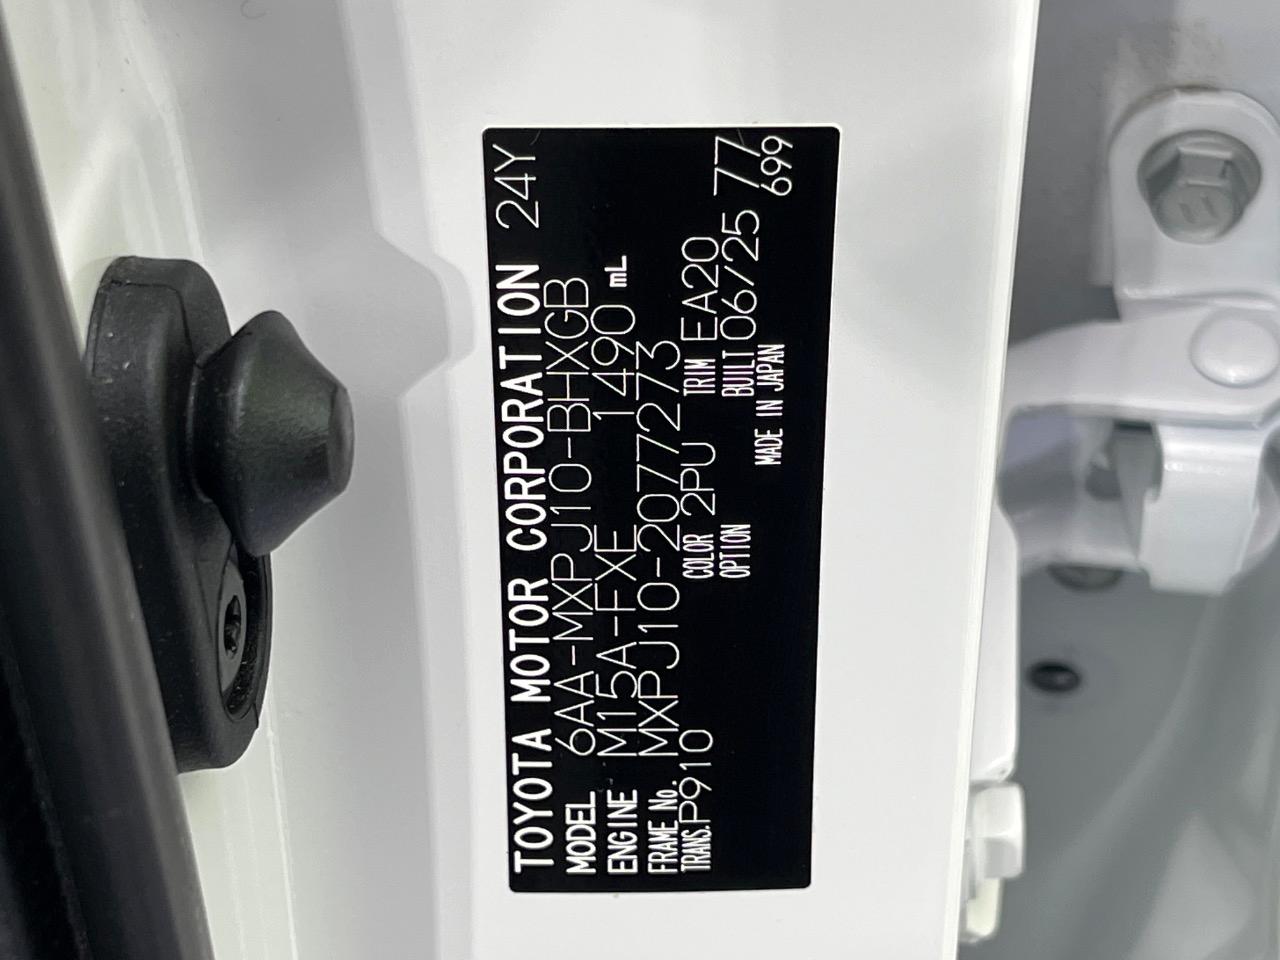 TOYOTA MOTOR CORPORATION 24Y
MODEL 6AA-MXPJ10-BHXGB
ENGINE M15A-FXE 1490 mL
FRAME No. MXPJ10-2077273
TRANS. P910 COLOR 2PU TRIM EA20
OPTION BUILT 06/25 77
MADE IN JAPAN 699